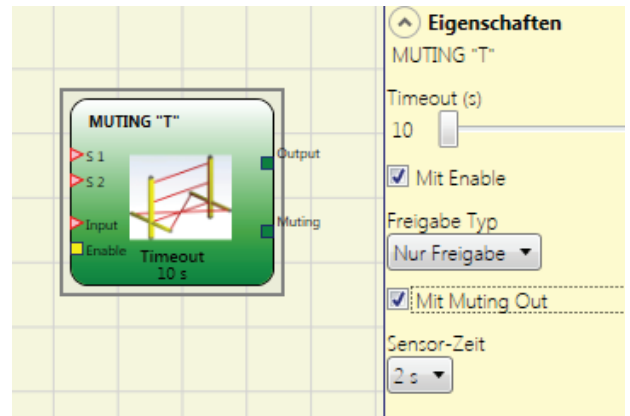 MUTING "T"
S 1
S 2
Input
Enable
Output
Muting
Timeout
10 s
Eigenschaften
MUTING "T"
Timeout (s)
10
Mit Enable
Freigabe Typ
Nur Freigabe
Mit Muting Out
Sensor-Zeit
2 s